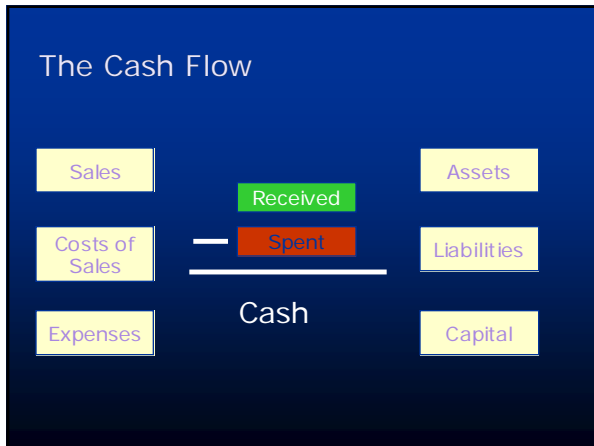 The Cash Flow
Sales
Costs of
Sales
Expenses
Received
Spent
Cash
Assets
Liabilities
Capital